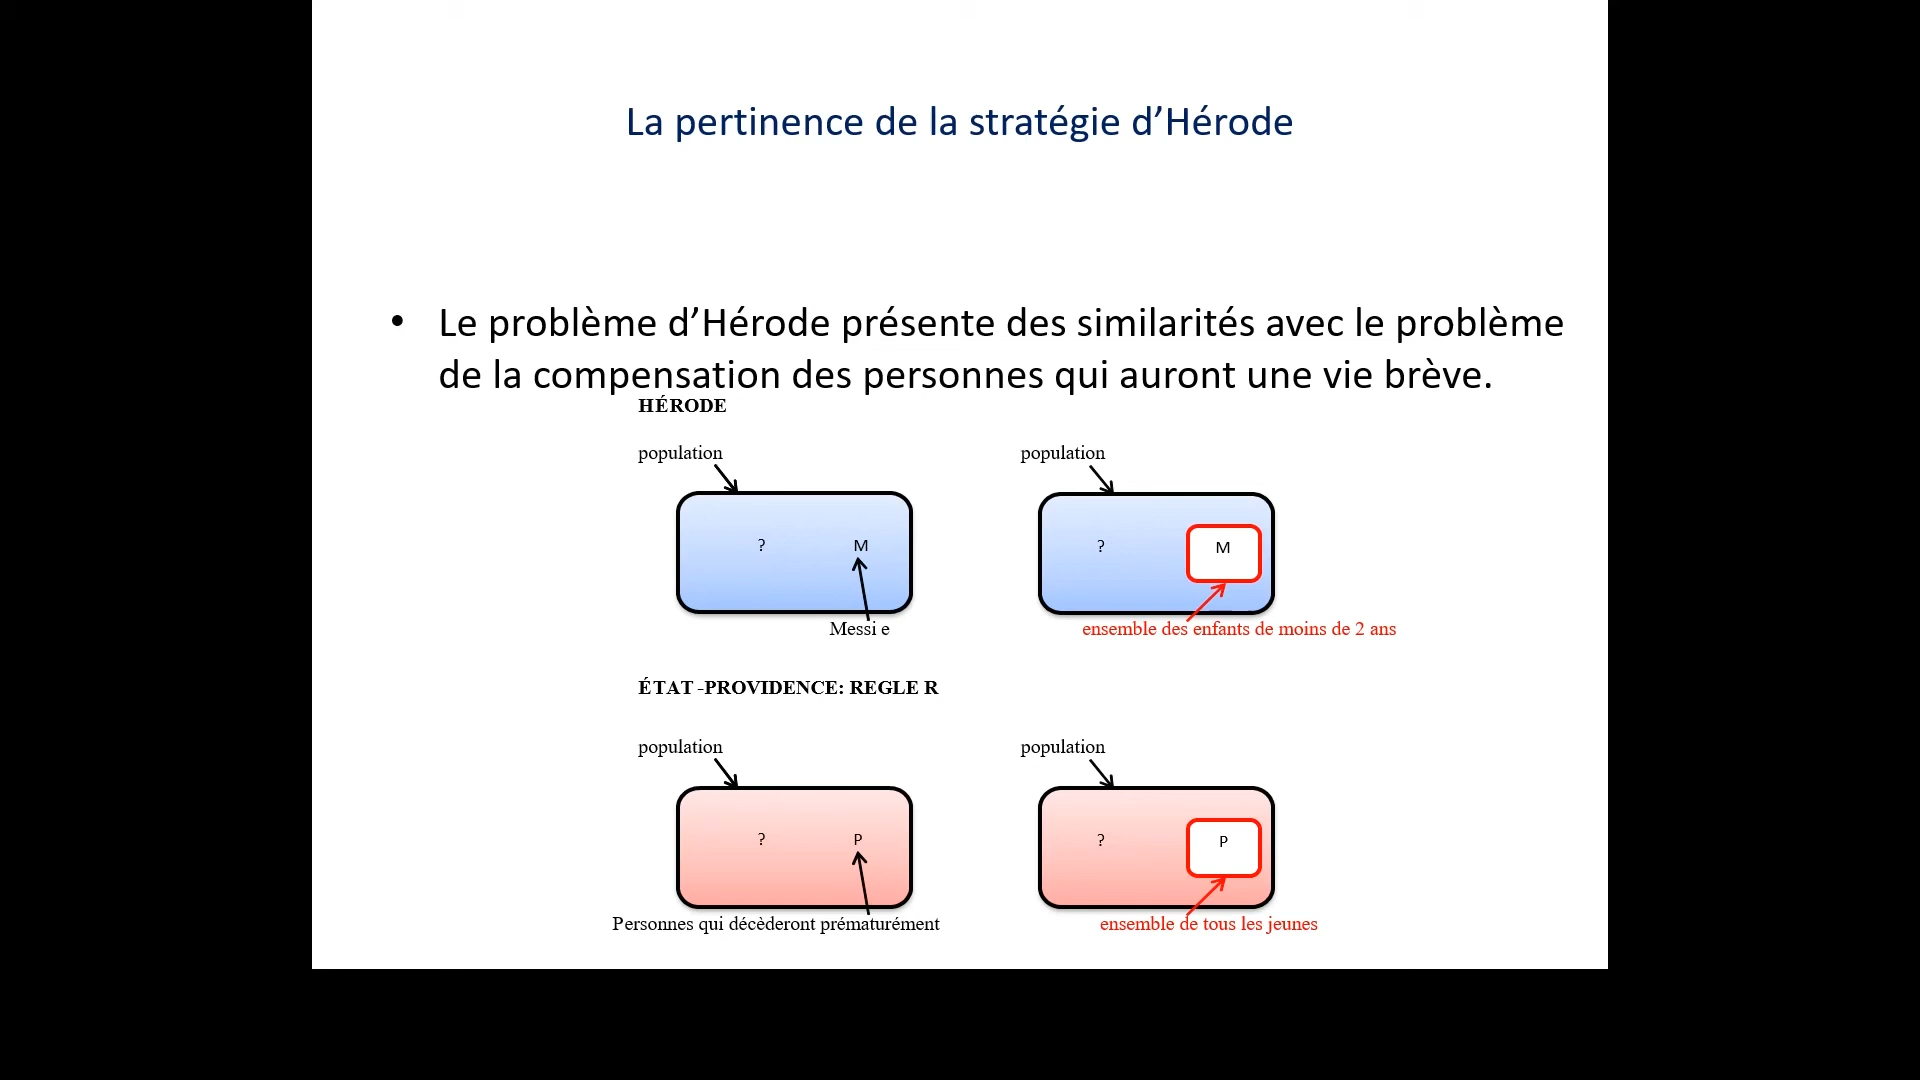 La pertinence de la stratégie d’Hérode
• Le problème d’Hérode présente des similarités avec le problème
de la compensation des personnes qui auront une vie brève.
HÉRODE
population
population
? M
? M
Messi e
ensemble des enfants de moins de 2 ans
ÉTAT -PROVIDENCE: REGLE R
population
population
? P
? P
Personnes qui décèderont prématurément
ensemble de tous les jeunes